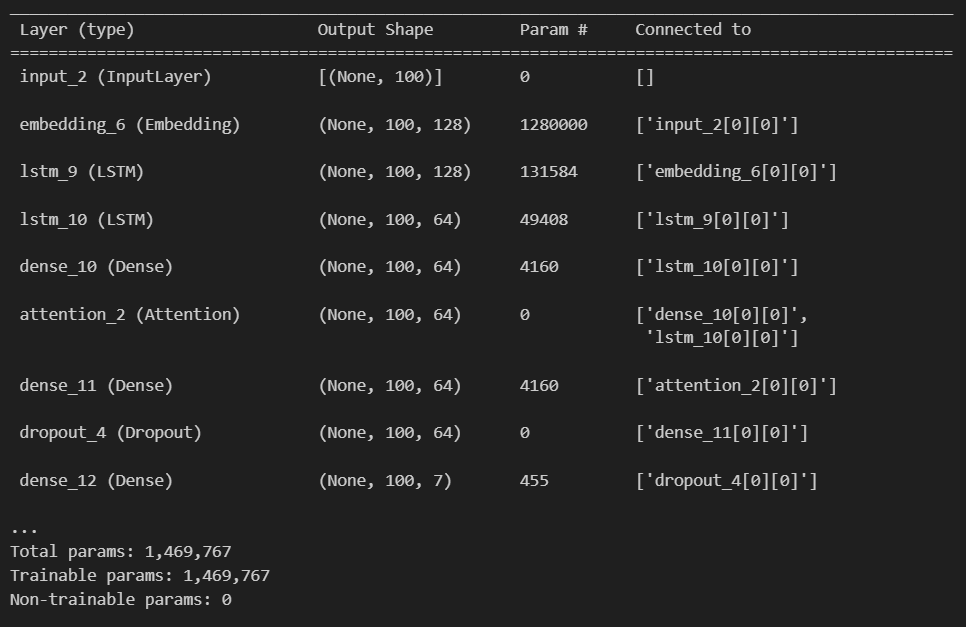 Layer (type) Output Shape Param # Connected to
==================================================================================================
input_2 (InputLayer) [(None, 100)] 0 []
embedding_6 (Embedding) (None, 100, 128) 1280000 ['input_2[0][0]']
lstm_9 (LSTM) (None, 100, 128) 131584 ['embedding_6[0][0]']
lstm_10 (LSTM) (None, 100, 64) 49408 ['lstm_9[0][0]']
dense_10 (Dense) (None, 100, 64) 4160 ['lstm_10[0][0]']
attention_2 (Attention) (None, 100, 64) 0 ['dense_10[0][0]',
'lstm_10[0][0]']
dense_11 (Dense) (None, 100, 64) 4160 ['attention_2[0][0]']
dropout_4 (Dropout) (None, 100, 64) 0 ['dense_11[0][0]']
dense_12 (Dense) (None, 100, 7) 455 ['dropout_4[0][0]']
...
Total params: 1,469,767
Trainable params: 1,469,767
Non-trainable params: 0